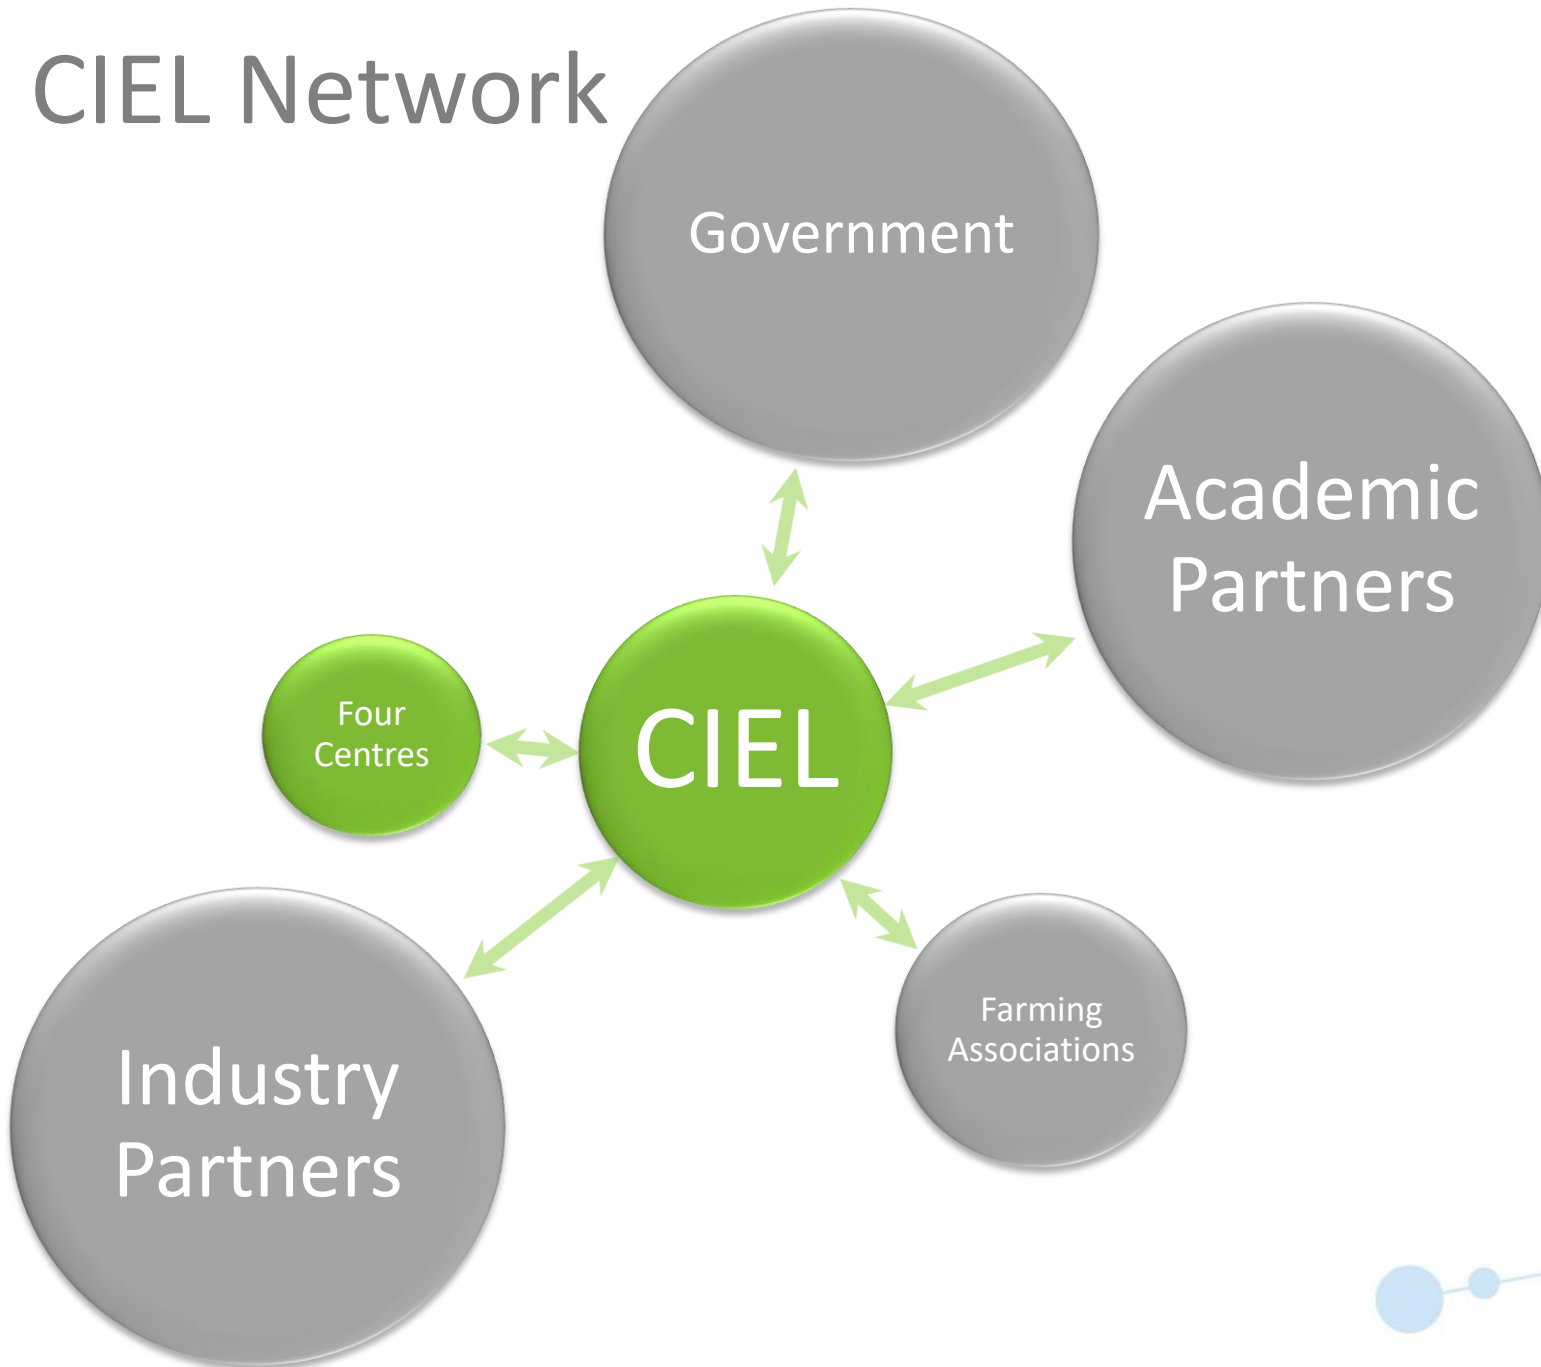 CIEL Network
Government
Academic
Partners
Four
Centres
CIEL
Farming
Associations
Industry
Partners